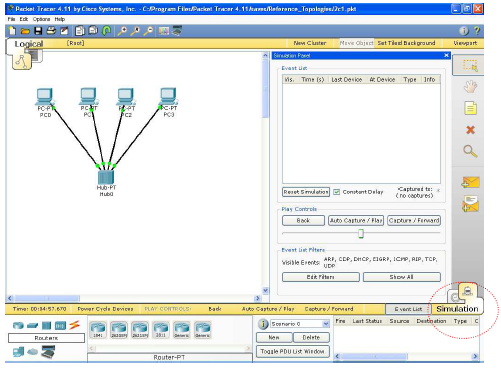 Packet Tracer 4.11 by Cisco Systems, Inc. - C:/Program Files/Packet Tracer 4.11/saves/Reference_Topologies/2c1.pkt
File Edit Options Help
Logical [Root] New Cluster Move Object Set Tiled Background Viewport
Simulation Panel
Event List
Vis. Time (s) Last Device At Device Type Info
PC-PT PC-PT PC-PT PC-PT
PC0 PC1 PC2 PC3
Hub-PT
Hub0
Reset Simulation Constant Delay Captured to:
(no captures)
Play Controls
Back Auto Capture / Play Capture / Forward
Event List Filters
Visible Events: ARP, CDP, DHCP, EIGRP, ICMP, RIP, TCP,
UDP
Edit Filters Show All
Time: 00:04:57.670 Power Cycle Devices PLAY CONTROLS: Back Auto Capture / Play Capture / Forward Event List Simulation
Scenario 0 Fire Last Status Source Destination Type C
1841 2620XM 2621XM 2811 Generic Generic
Routers
New Delete
Router-PT
Toggle PDU List Window